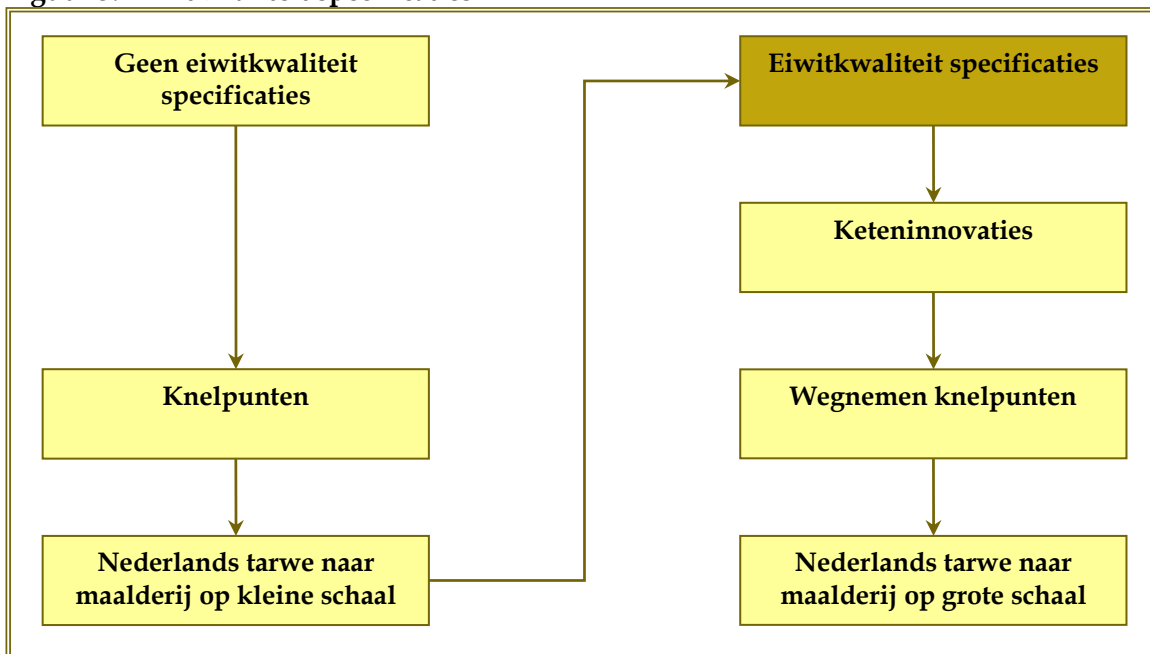 Geen eiwitkwaliteit
specificaties
Knelpunten
Nederlands tarwe naar
maalderij op kleine schaal
Eiwitkwaliteit specificaties
Keteninnovaties
Wegnemen knelpunten
Nederlands tarwe naar
maalderij op grote schaal